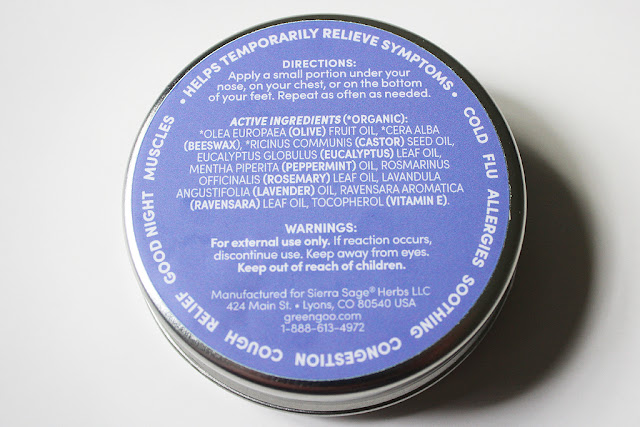 • HELPS TEMPORARILY RELIEVE SYMPTOMS •
COLD FLU ALLERGIES SOOTHING CONGESTION COUGH RELIEF GOOD NIGHT MUSCLES
DIRECTIONS:
Apply a small portion under your
nose, on your chest, or on the bottom
of your feet. Repeat as often as needed.
ACTIVE INGREDIENTS (*ORGANIC):
*OLEA EUROPAEA (OLIVE) FRUIT OIL, *CERA ALBA
(BEESWAX), *RICINUS COMMUNIS (CASTOR) SEED OIL,
EUCALYPTUS GLOBULUS (EUCALYPTUS) LEAF OIL,
MENTHA PIPERITA (PEPPERMINT) OIL, ROSMARINUS
OFFICINALIS (ROSEMARY) LEAF OIL, LAVANDULA
ANGUSTIFOLIA (LAVENDER) OIL, RAVENSARA AROMATICA
(RAVENSARA) LEAF OIL, TOCOPHEROL (VITAMIN E).
WARNINGS:
For external use only. If reaction occurs,
discontinue use. Keep away from eyes.
Keep out of reach of children.
Manufactured for Sierra Sage® Herbs LLC
424 Main St. • Lyons, CO 80540 USA
greengoo.com
1-888-613-4972